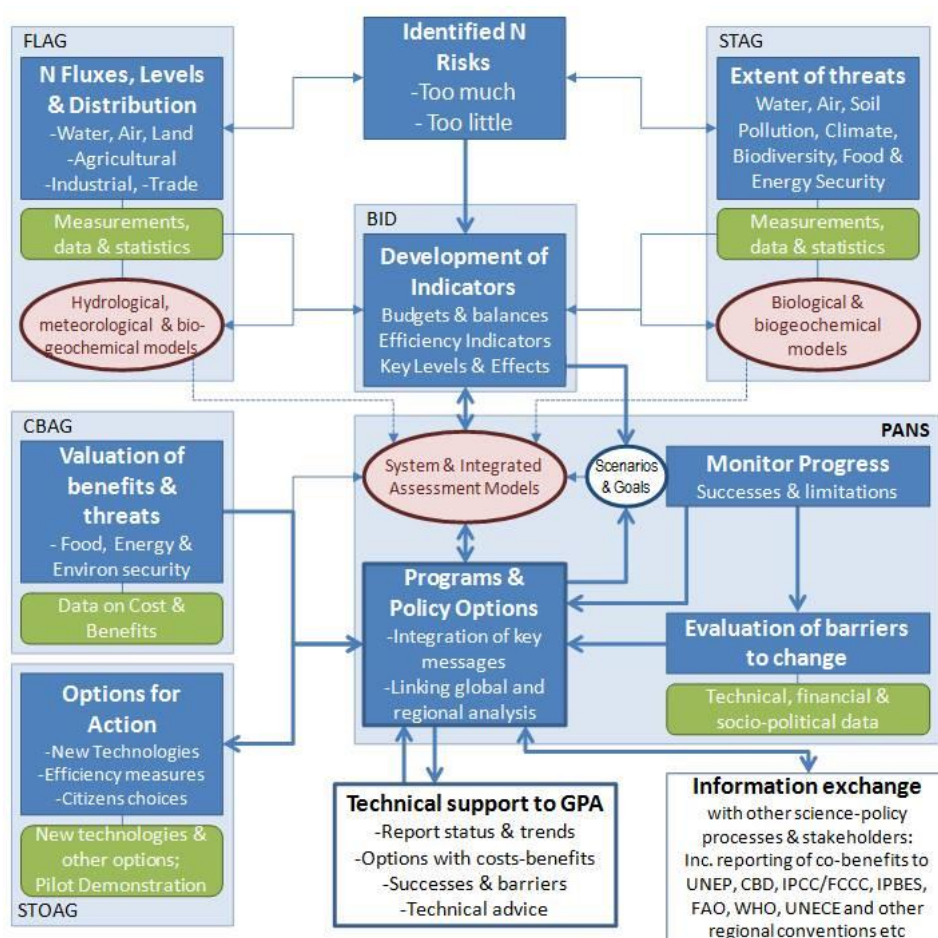 FLAG
N Fluxes, Levels
& Distribution
-Water, Air, Land
-Agricultural
-Industrial, -Trade
Measurements,
data & statistics
Hydrological,
meteorological & bio-
geochemical models
Identified N
Risks
-Too much
- Too little
STAG
Extent of threats
Water, Air, Soil
Pollution, Climate,
Biodiversity, Food &
Energy Security
Measurements,
data & statistics
Biological &
biogeochemical
models
BID
Development of
Indicators
Budgets & balances
Efficiency Indicators
Key Levels & Effects
CBAG
Valuation of
benefits &
threats
- Food, Energy &
Environ security
Data on Cost &
Benefits
PANS
System & Integrated
Assessment Models
Scenarios
& Goals
Monitor Progress
Successes & limitations
Programs &
Policy Options
-Integration of key
messages
-Linking global and
regional analysis
Evaluation of barriers
to change
Technical, financial &
socio-political data
Options for
Action
-New Technologies
-Efficiency measures
-Citizens choices
New technologies &
other options;
Pilot Demonstration
STOAG
Technical support to GPA
-Report status & trends
-Options with costs-benefits
-Successes & barriers
-Technical advice
Information exchange
with other science-policy
processes & stakeholders:
Inc. reporting of co-benefits to
UNEP, CBD, IPCC/FCCC, IPBES,
FAO, WHO, UNECE and other
regional conventions etc